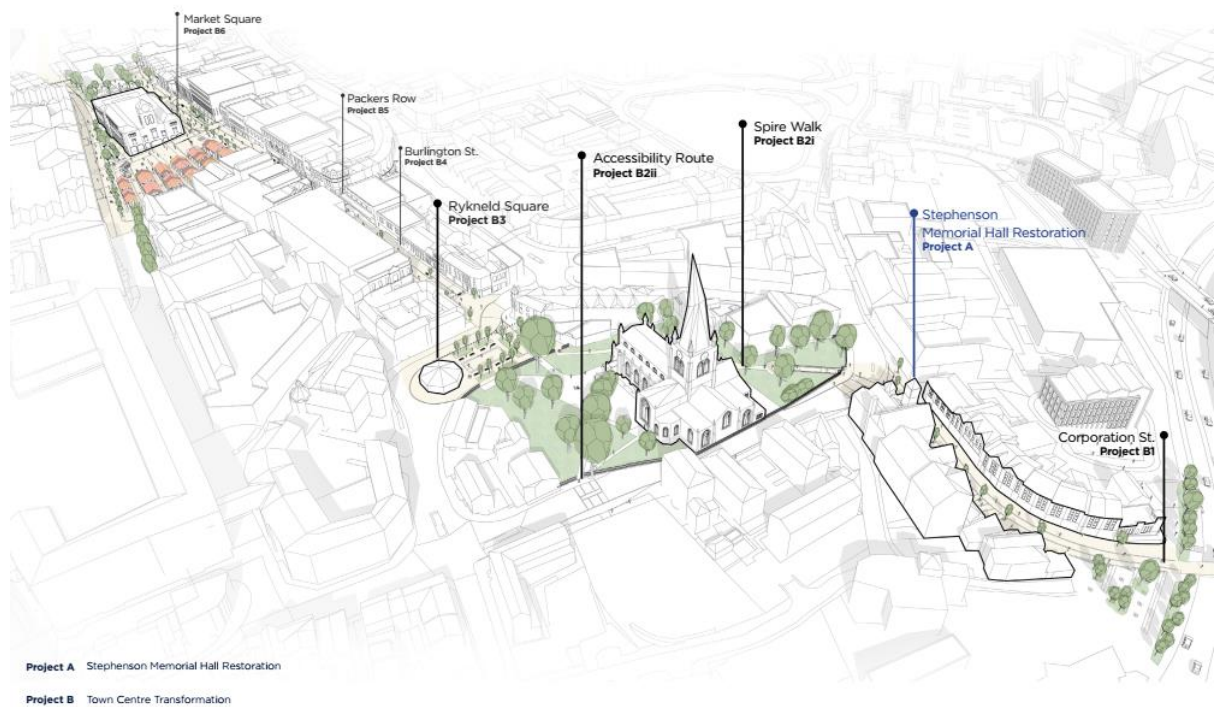 Market Square
Project B6
Packers Row
Project B5
Burlington St.
Project B4
Rykneld Square
Project B3
Accessibility Route
Project B2ii
Spire Walk
Project B2i
Stephenson
Memorial Hall Restoration
Project A
Corporation St.
Project B1
Project A Stephenson Memorial Hall Restoration
Project B Town Centre Transformation